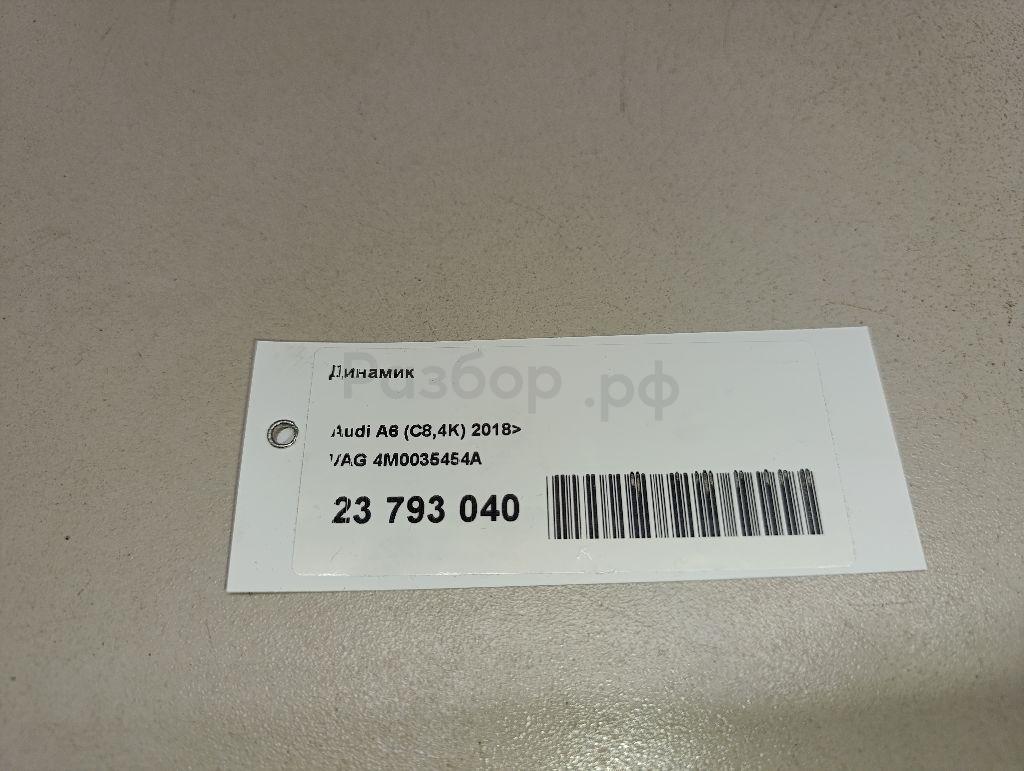 Динамик
Разбор.рф
Audi A6 (C8,4K) 2018>
VAG 4M0035454A
23 793 040